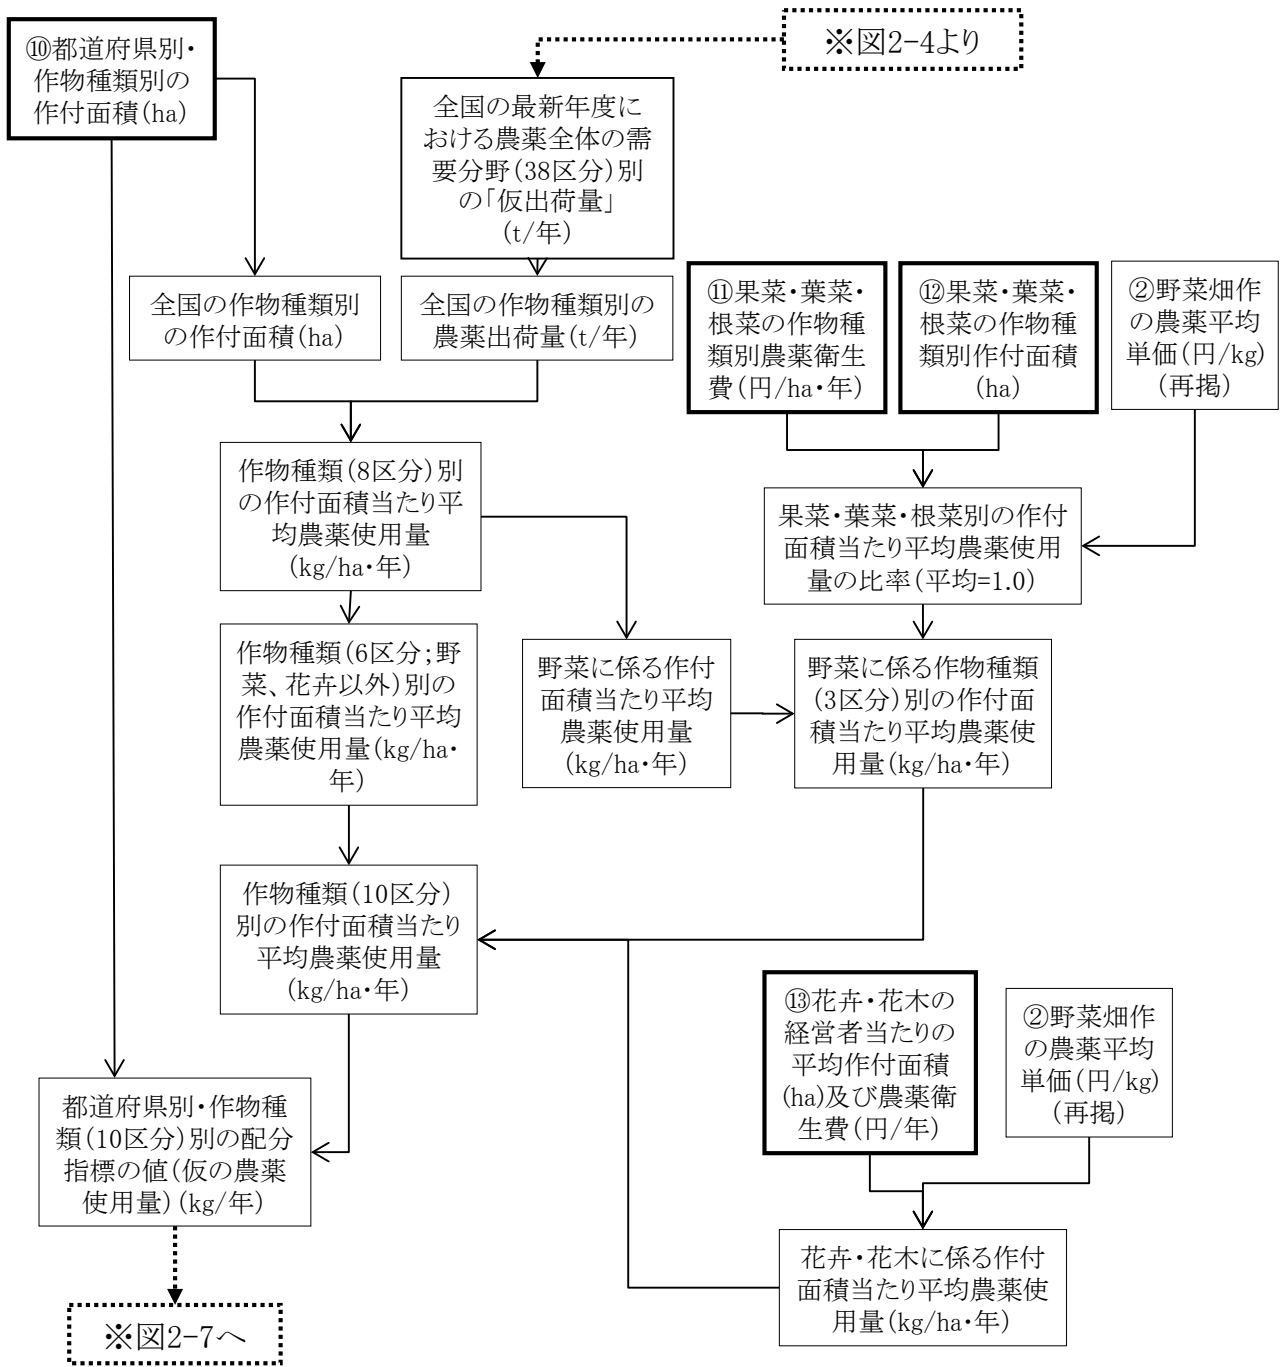 ⑩都道府県別・
作物種類別の
作付面積(ha)
※図2-4より
全国の最新年度に
おける農薬全体の需
要分野(38区分)別
の「仮出荷量」
(t/年)
全国の作物種類別
の作付面積(ha)
全国の作物種類別の
農薬出荷量(t/年)
⑪果菜・葉菜・
根菜の作物種
類別農薬衛生
費(円/ha・年)
⑫果菜・葉菜・
根菜の作物種
類別作付面積
(ha)
②野菜畑作
の農薬平均
単価(円/kg)
(再掲)
作物種類(8区分)別
の作付面積当たり平
均農薬使用量
(kg/ha・年)
果菜・葉菜・根菜別の作付
面積当たり平均農薬使用
量の比率(平均=1.0)
作物種類(6区分;野
菜、花卉以外)別の
作付面積当たり平均
農薬使用量(kg/ha・
年)
野菜に係る作付
面積当たり平均
農薬使用量
(kg/ha・年)
野菜に係る作物種類
(3区分)別の作付面
積当たり平均農薬使
用量(kg/ha・年)
作物種類(10区分)
別の作付面積当たり
平均農薬使用量
(kg/ha・年)
⑬花卉・花木の
経営者当たりの
平均作付面積
(ha)及び農薬衛
生費(円/年)
②野菜畑作
の農薬平均
単価(円/kg)
(再掲)
都道府県別・作物種
類(10区分)別の配分
指標の値(仮の農薬
使用量)(kg/年)
花卉・花木に係る作付
面積当たり平均農薬使
用量(kg/ha・年)
※図2-7へ